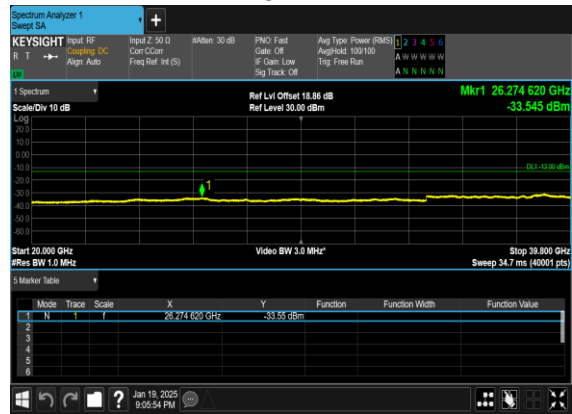 Spectrum Analyzer 1
Swept SA
+
KEYSIGHT Input: RF Input Z: 50 Ω #Atten: 30 dB PNO: Fast Avg Type: Power (RMS) 1 2 3 4 5 6
R T Coupling: DC Corr CCorr Gate: Off Avg|Hold: 100/100 A W W W W W
Align: Auto Freq Ref: Int (S) IF Gain: Low Trig: Free Run
Sig Track: Off A N N N N N
LW
1 Spectrum Ref Lvl Offset 18.86 dB Mkr1 26.274 620 GHz
Scale/Div 10 dB Ref Level 30.00 dBm -33.545 dBm
Log
20.0
10.0
0.00
-10.0 DL1 -13.00 dBm
-20.0
-30.0 1
-40.0
-50.0
-60.0
Start 20.000 GHz Video BW 3.0 MHz* Stop 39.800 GHz
#Res BW 1.0 MHz Sweep 34.7 ms (40001 pts)
5 Marker Table
Mode Trace Scale X Y Function Function Width Function Value
1 N 1 f 26.274 620 GHz -33.55 dBm
2
3
4
5
6
? Jan 19, 2025
9:05:54 PM